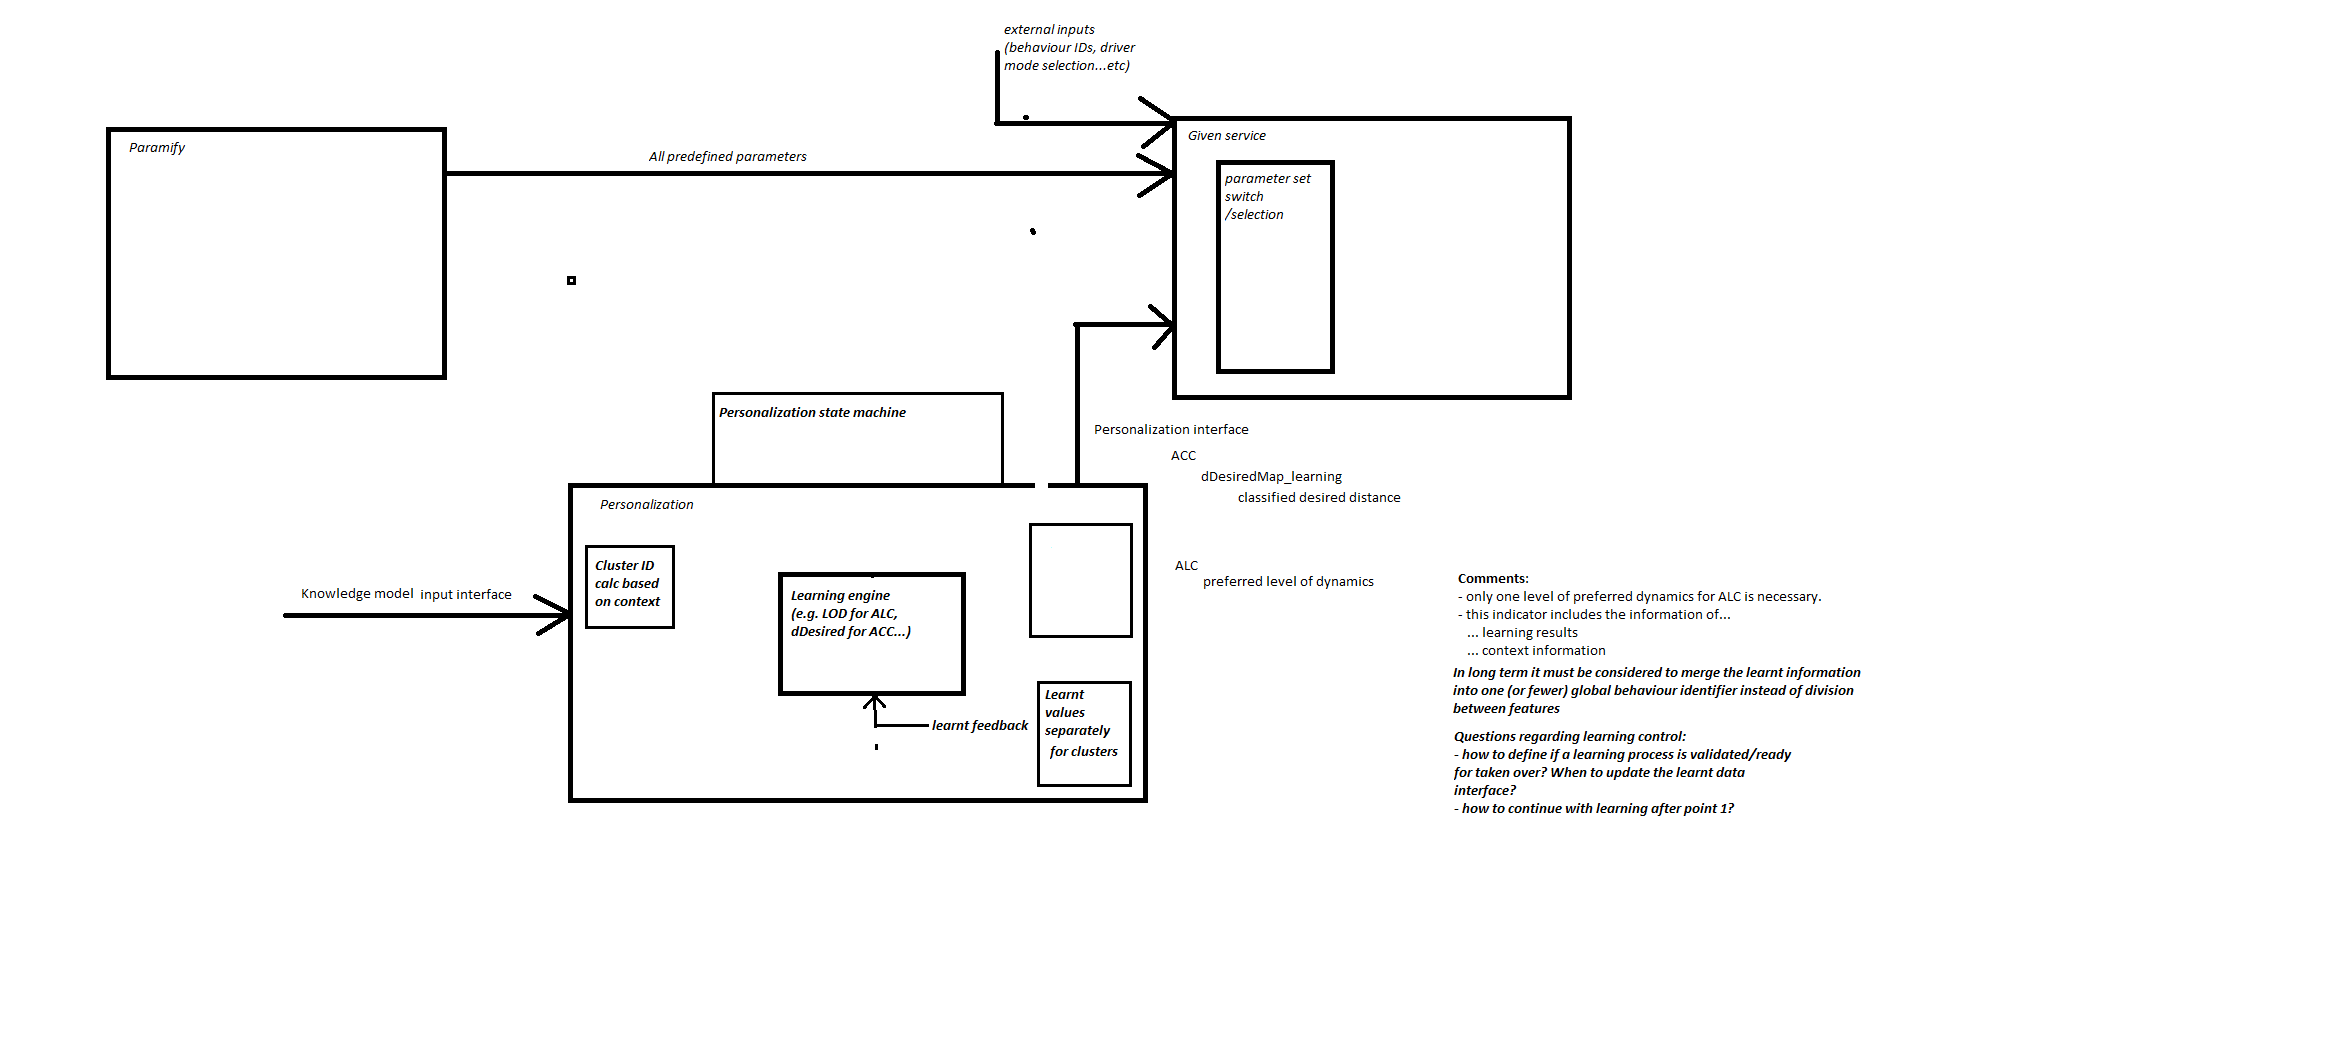 external inputs
(behaviour IDs, driver
mode selection...etc)
Paramify
All predefined parameters
Given service
parameter set
switch
/selection
Personalization state machine
Personalization interface
ACC
dDesiredMap_learning
classified desired distance
Personalization
Cluster ID
calc based
on context
Knowledge model input interface
Learning engine
(e.g. LOD for ALC,
dDesired for ACC...)
learnt feedback
Learnt
values
separately
for clusters
ALC
preferred level of dynamics
Comments:
- only one level of preferred dynamics for ALC is necessary.
- this indicator includes the information of...
... learning results
... context information
In long term it must be considered to merge the learnt information
into one (or fewer) global behaviour identifier instead of division
between features
Questions regarding learning control:
- how to define if a learning process is validated/ready
for taken over? When to update the learnt data
interface?
- how to continue with learning after point 1?